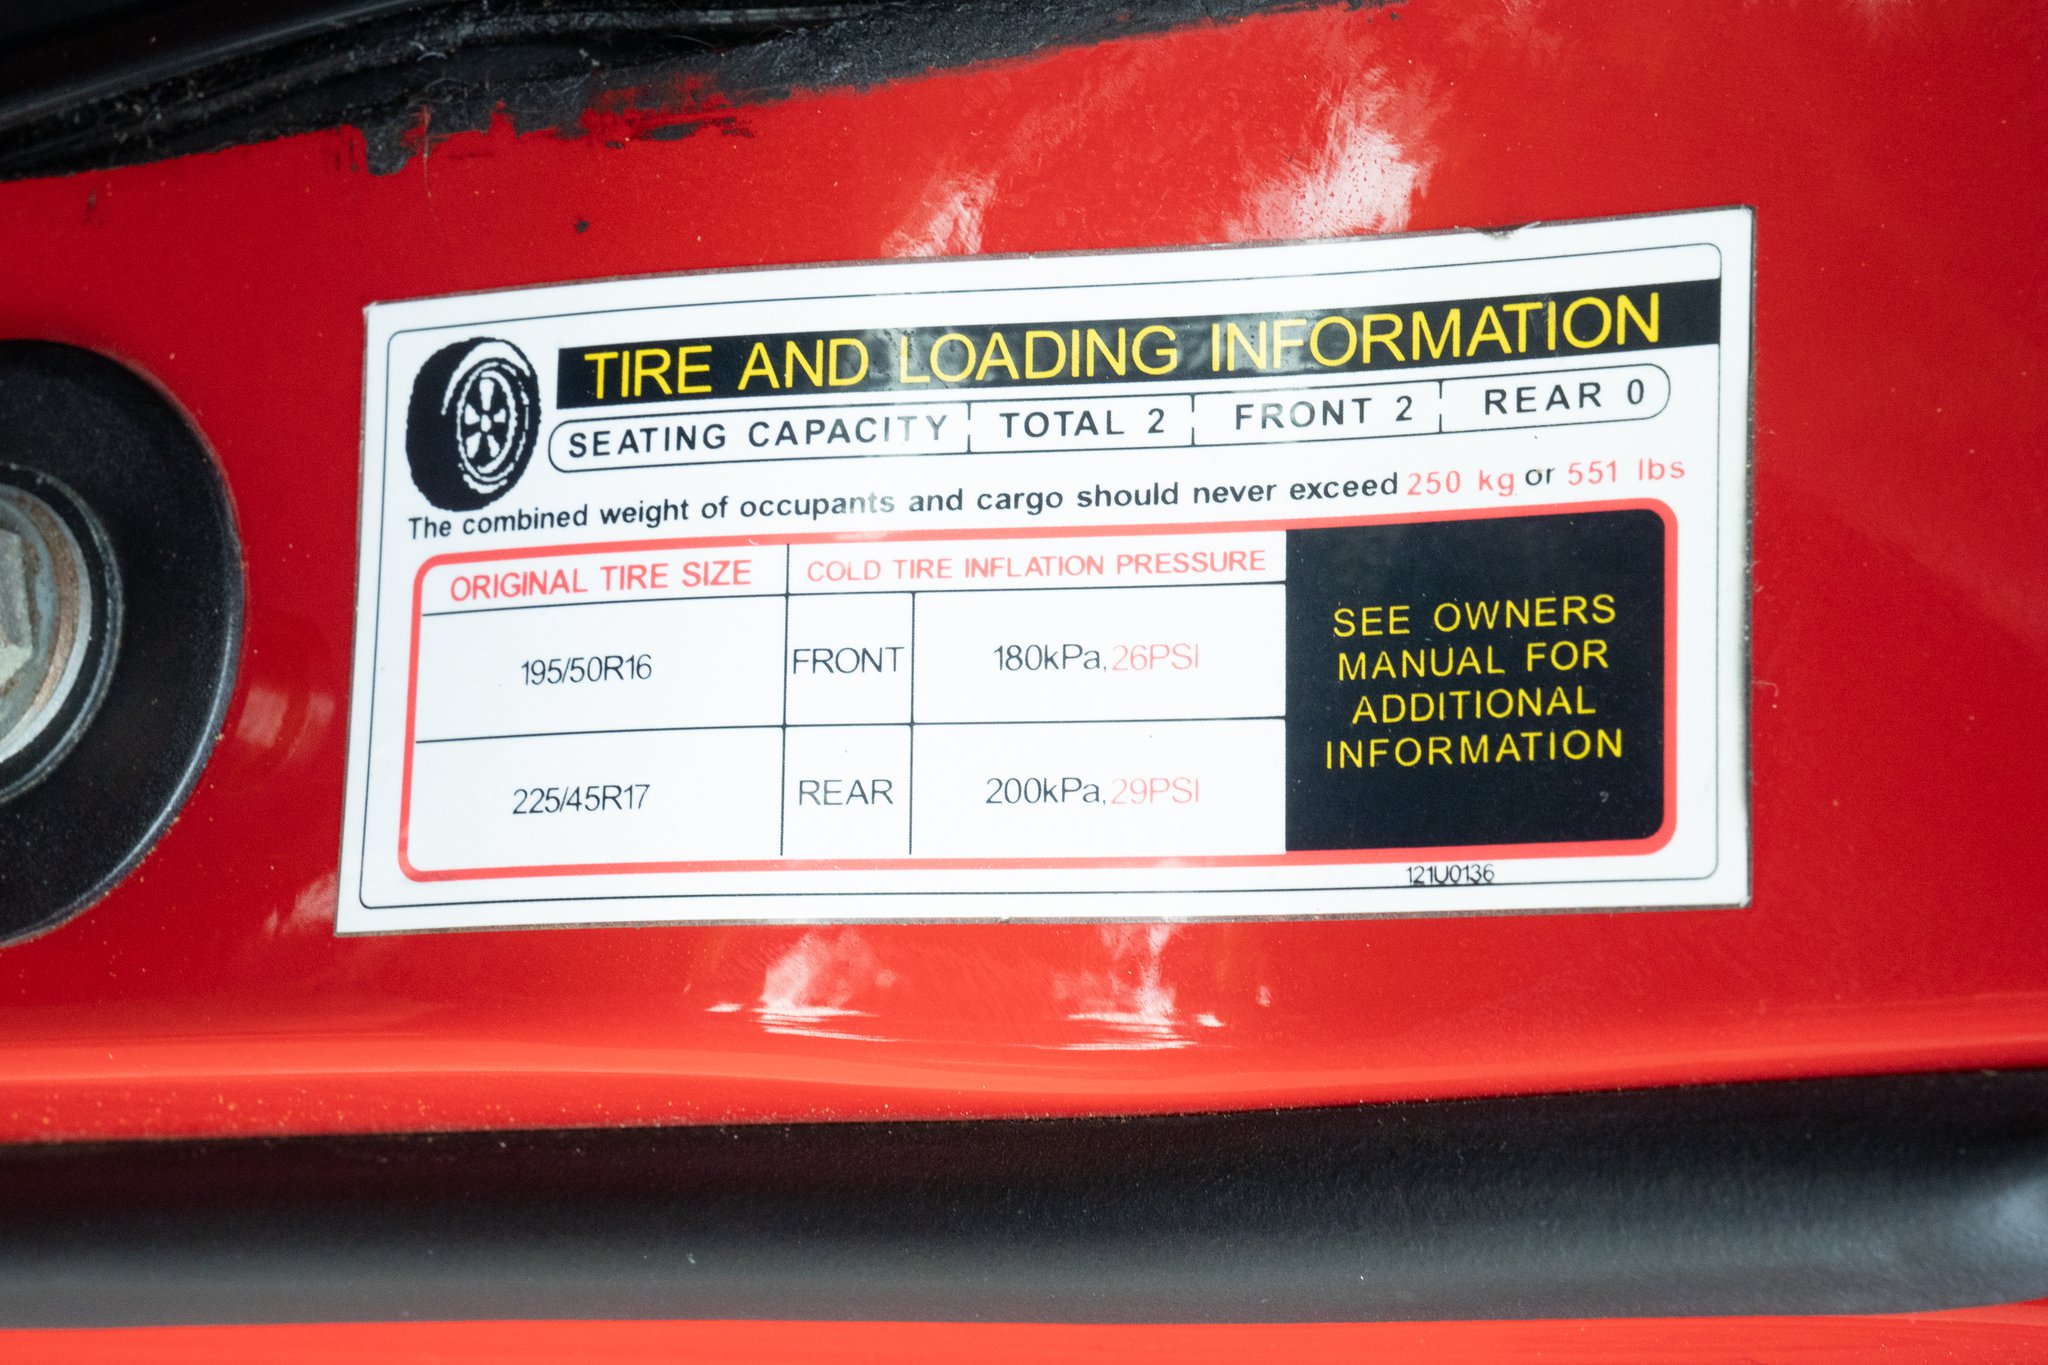 TIRE AND LOADING INFORMATION
SEATING CAPACITY TOTAL 2 FRONT 2 REAR 0
The combined weight of occupants and cargo should never exceed 250 kg or 551 lbs
ORIGINAL TIRE SIZE COLD TIRE INFLATION PRESSURE
195/50R16 FRONT 180kPa,26PSI
225/45R17 REAR 200kPa,29PSI
SEE OWNERS
MANUAL FOR
ADDITIONAL
INFORMATION
121U0136